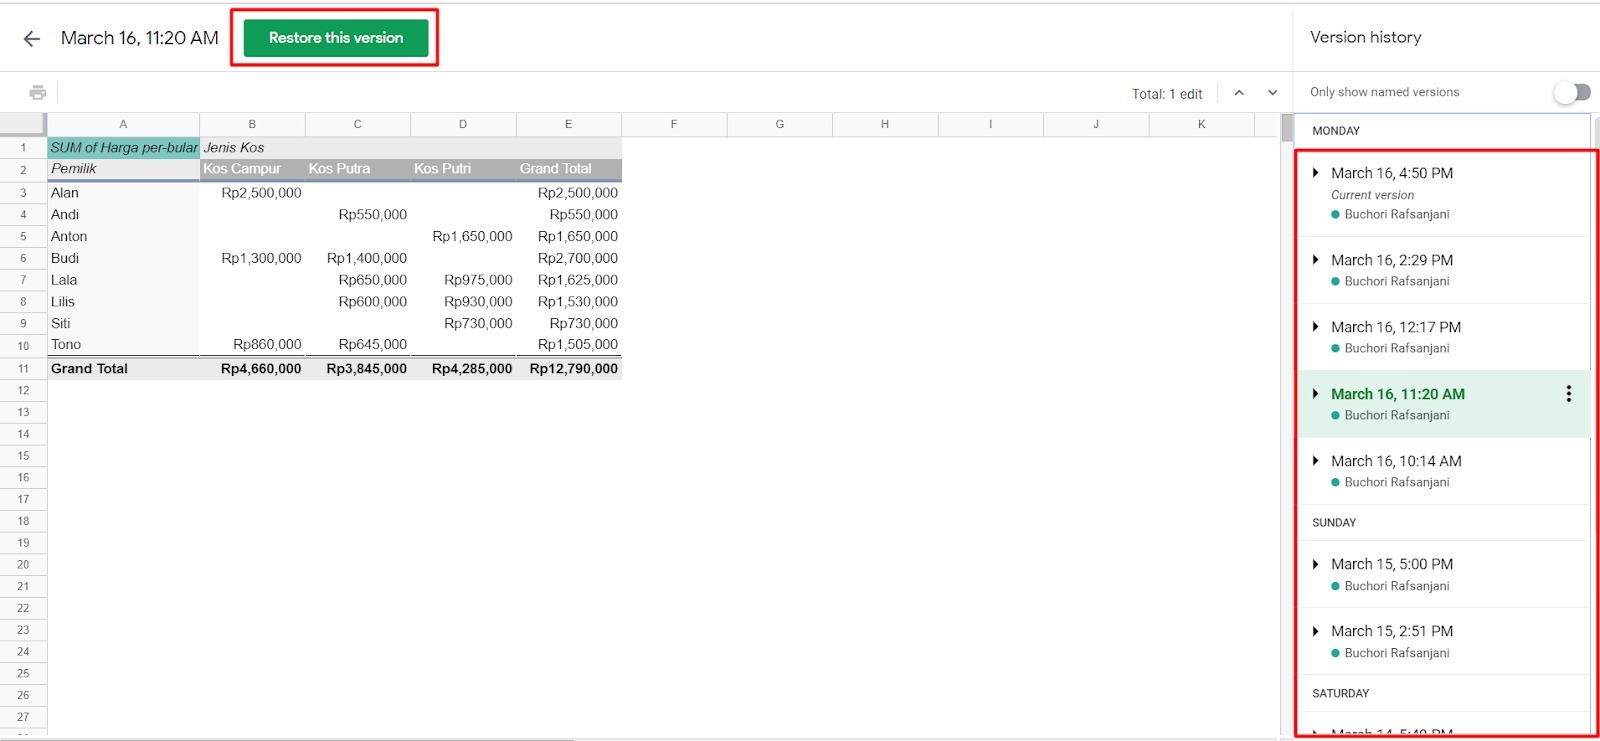 March 16, 11:20 AM Restore this version
Version history
Total: 1 edit
Only show named versions
A B C D E F G H I J K
1 SUM of Harga per-bular Jenis Kos
2 Pemilik Kos Campur Kos Putra Kos Putri Grand Total
3 Alan Rp2,500,000 Rp2,500,000
4 Andi Rp550,000 Rp550,000
5 Anton Rp1,650,000 Rp1,650,000
6 Budi Rp1,300,000 Rp1,400,000 Rp2,700,000
7 Lala Rp650,000 Rp975,000 Rp1,625,000
8 Lilis Rp600,000 Rp930,000 Rp1,530,000
9 Siti Rp730,000 Rp730,000
10 Tono Rp860,000 Rp645,000 Rp1,505,000
11 Grand Total Rp4,660,000 Rp3,845,000 Rp4,285,000 Rp12,790,000
12
13
14
15
16
17
18
19
20
21
22
23
24
25
26
27
MONDAY
March 16, 4:50 PM
Current version
Buchori Rafsanjani
March 16, 2:29 PM
Buchori Rafsanjani
March 16, 12:17 PM
Buchori Rafsanjani
March 16, 11:20 AM
Buchori Rafsanjani
March 16, 10:14 AM
Buchori Rafsanjani
SUNDAY
March 15, 5:00 PM
Buchori Rafsanjani
March 15, 2:51 PM
Buchori Rafsanjani
SATURDAY
March 14,